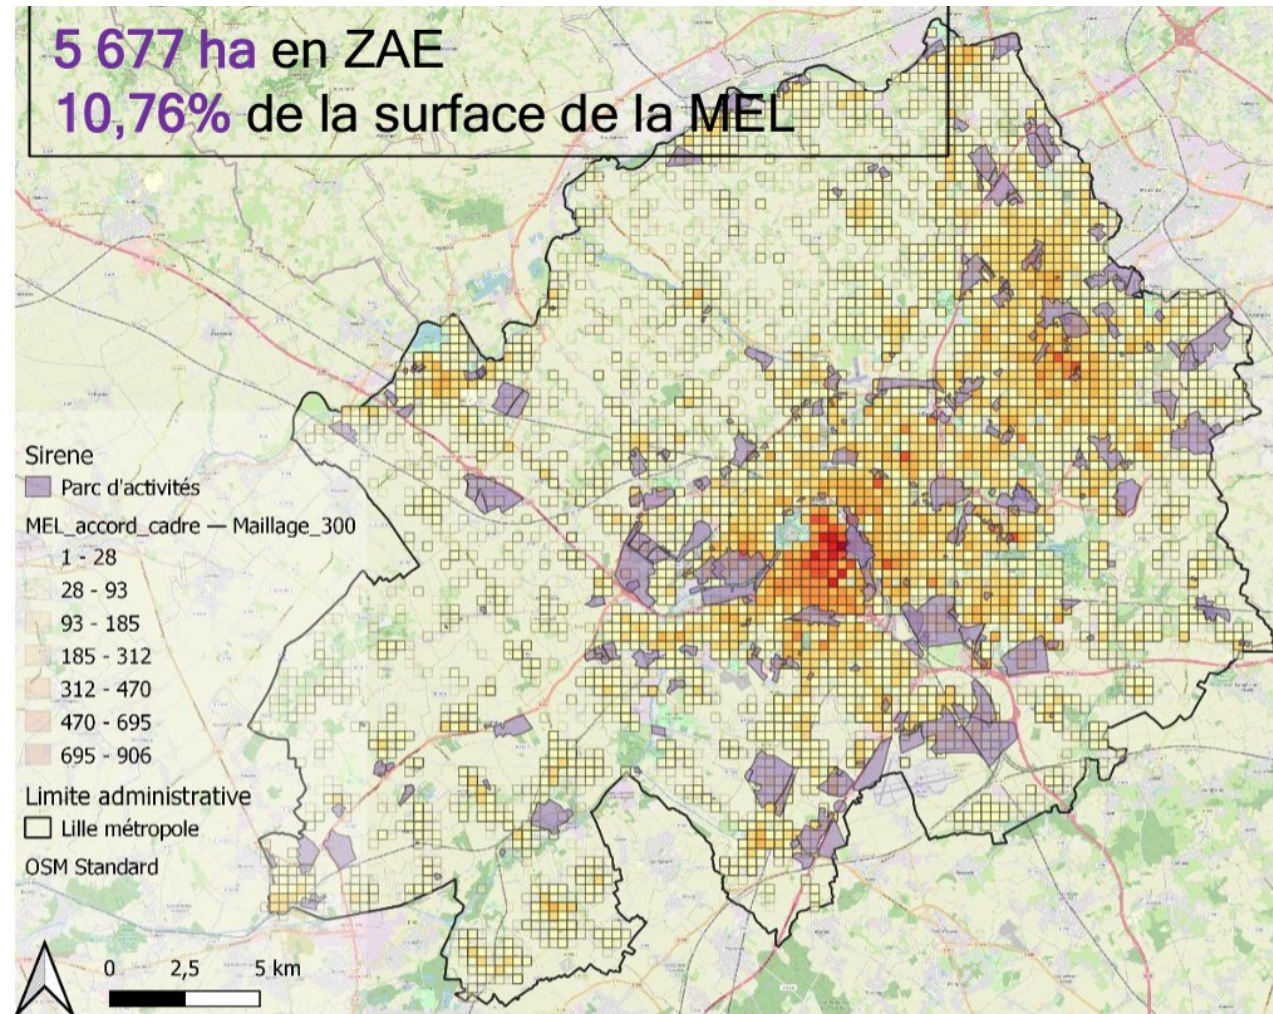 5 677 ha en ZAE
10,76% de la surface de la MEL
Sirene
Parc d'activités
MEL_accord_cadre — Maillage_300
1 - 28
28 - 93
93 - 185
185 - 312
312 - 470
470 - 695
695 - 906
Limite administrative
Lille métropole
OSM Standard
0 2,5 5 km